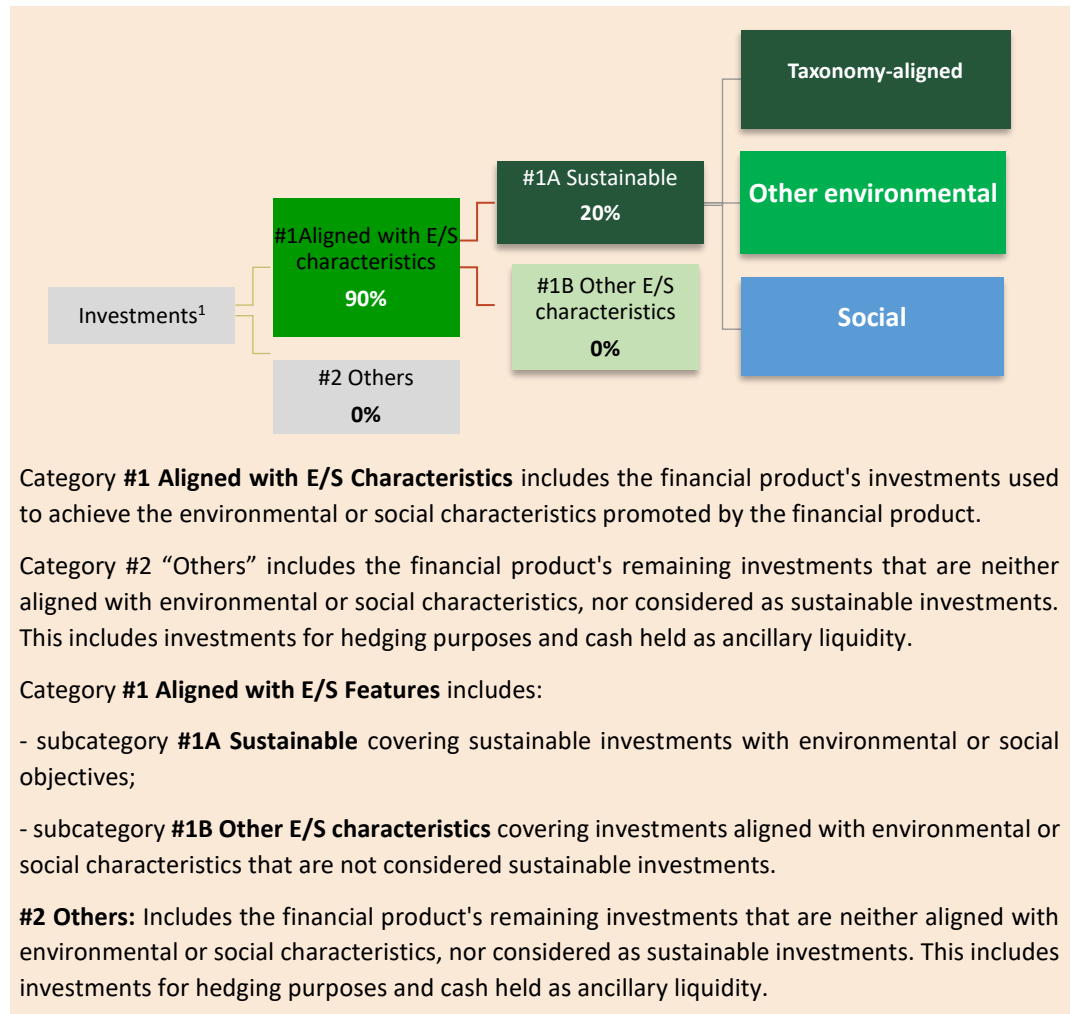 Taxonomy-aligned
#1A Sustainable
20%
Other environmental
#1Aligned with E/S
characteristics
90%
#1B Other E/S
characteristics
0%
Investments¹
Social
#2 Others
0%
Category #1 Aligned with E/S Characteristics includes the financial product's investments used
to achieve the environmental or social characteristics promoted by the financial product.
Category #2 “Others” includes the financial product's remaining investments that are neither
aligned with environmental or social characteristics, nor considered as sustainable investments.
This includes investments for hedging purposes and cash held as ancillary liquidity.
Category #1 Aligned with E/S Features includes:
- subcategory #1A Sustainable covering sustainable investments with environmental or social
objectives;
- subcategory #1B Other E/S characteristics covering investments aligned with environmental or
social characteristics that are not considered sustainable investments.
#2 Others: Includes the financial product's remaining investments that are neither aligned with
environmental or social characteristics, nor considered as sustainable investments. This includes
investments for hedging purposes and cash held as ancillary liquidity.